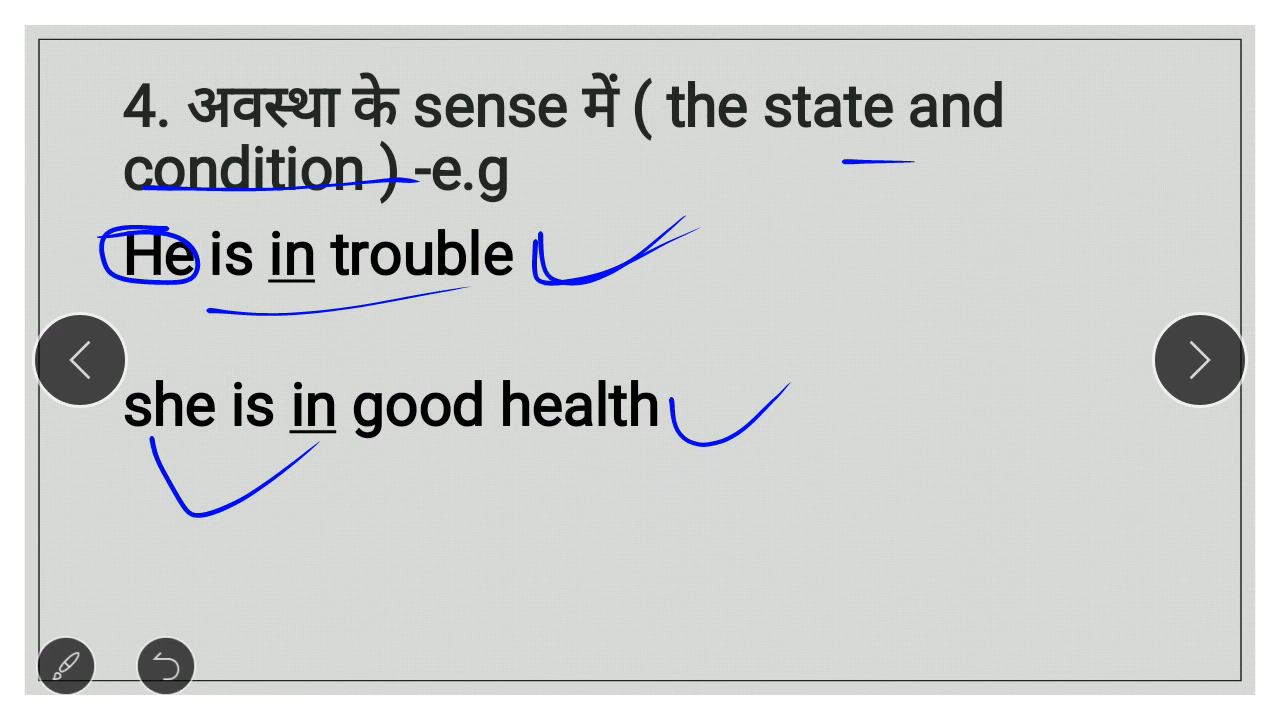 4. अवस्था के sense में ( the state and
condition ) -e.g
He is in trouble
she is in good health